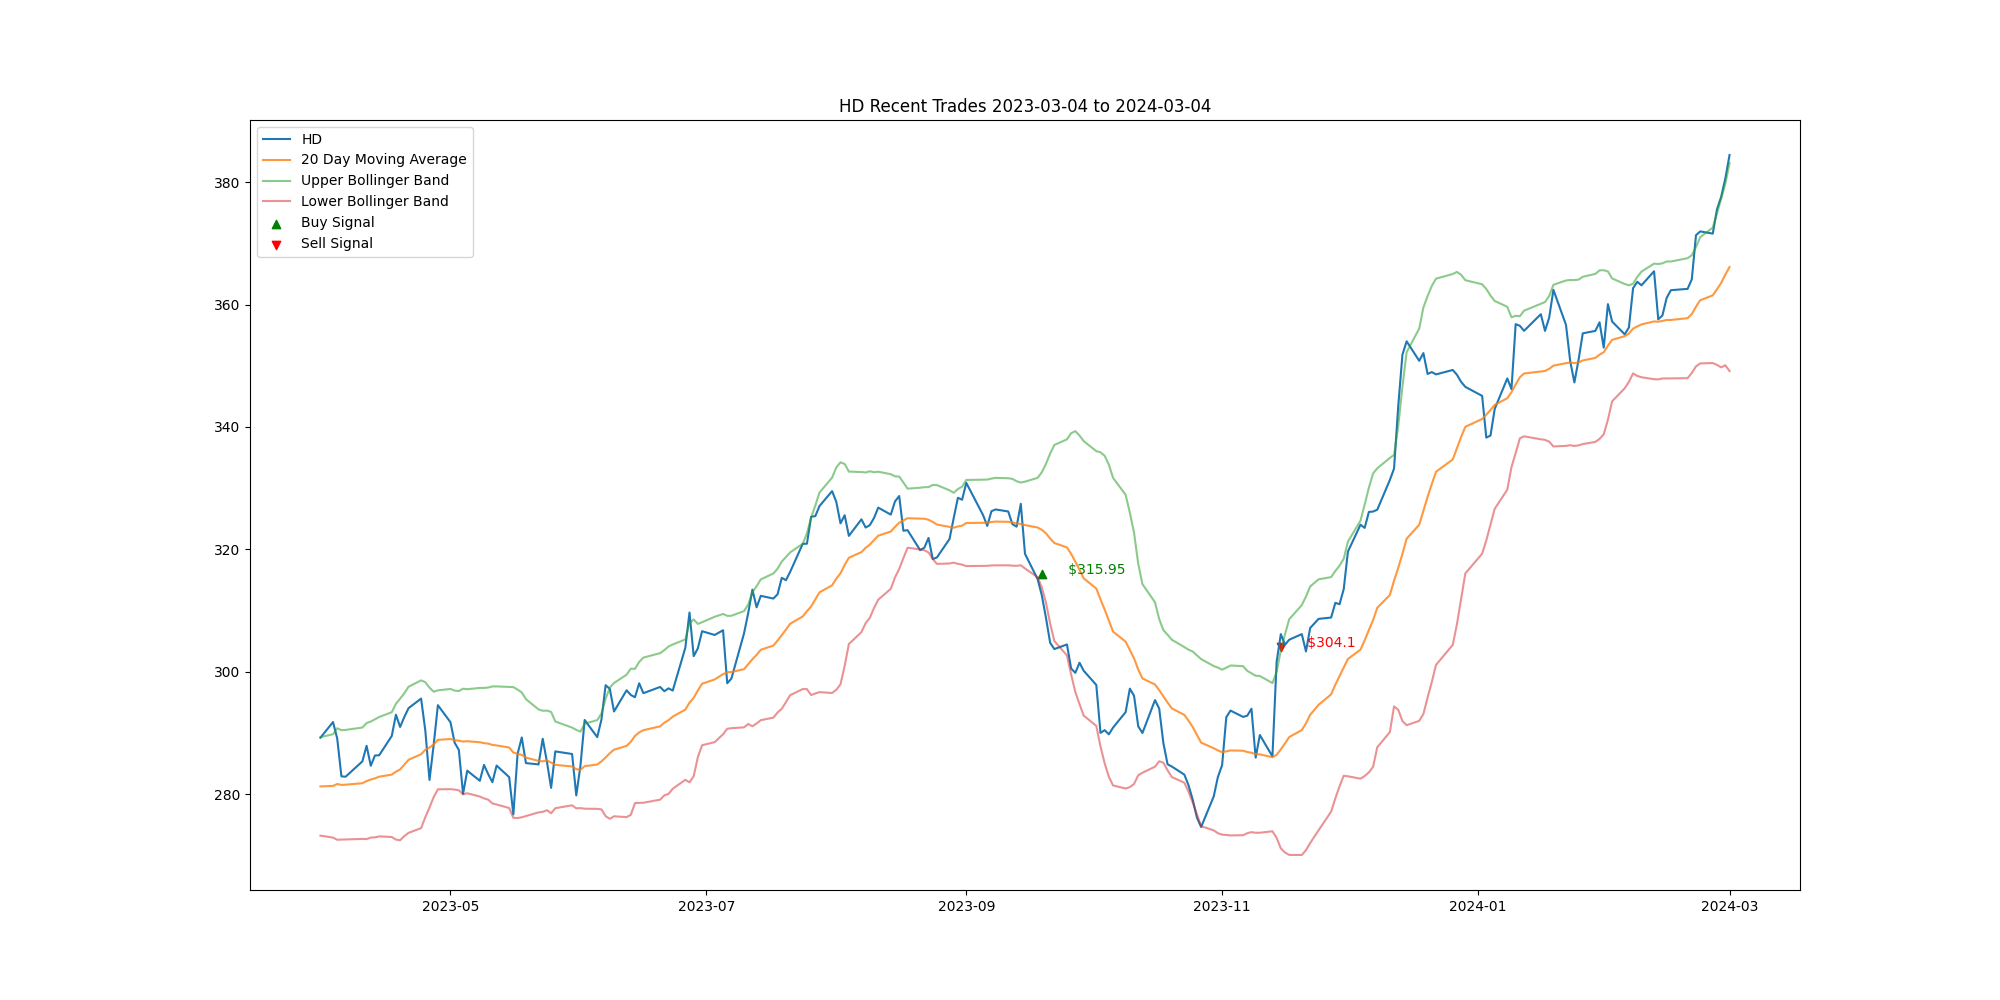 HD Recent Trades 2023-03-04 to 2024-03-04
HD
20 Day Moving Average
Upper Bollinger Band
Lower Bollinger Band
Buy Signal
Sell Signal
380
360
340
320
300
280
$315.95
$304.1
2023-05
2023-07
2023-09
2023-11
2024-01
2024-03